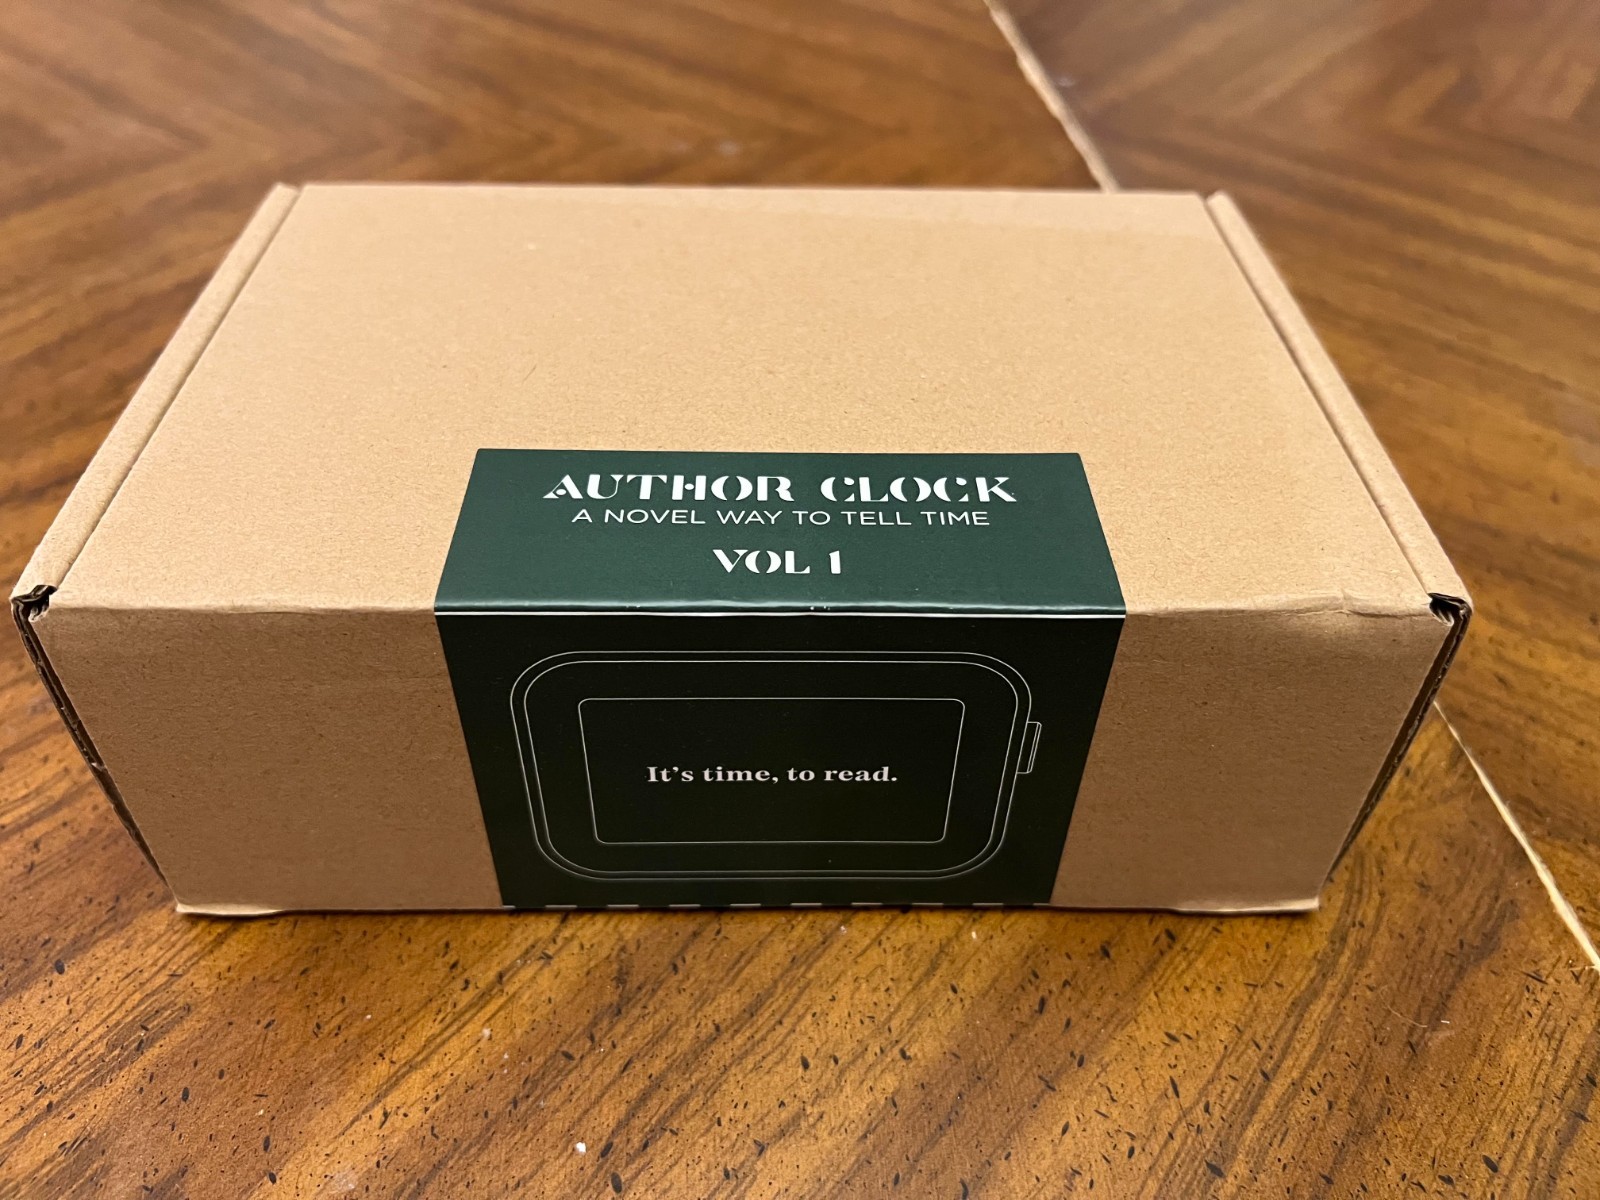 AUTHOR CLOCK
A NOVEL WAY TO TELL TIME
VOL 1
It's time, to read.